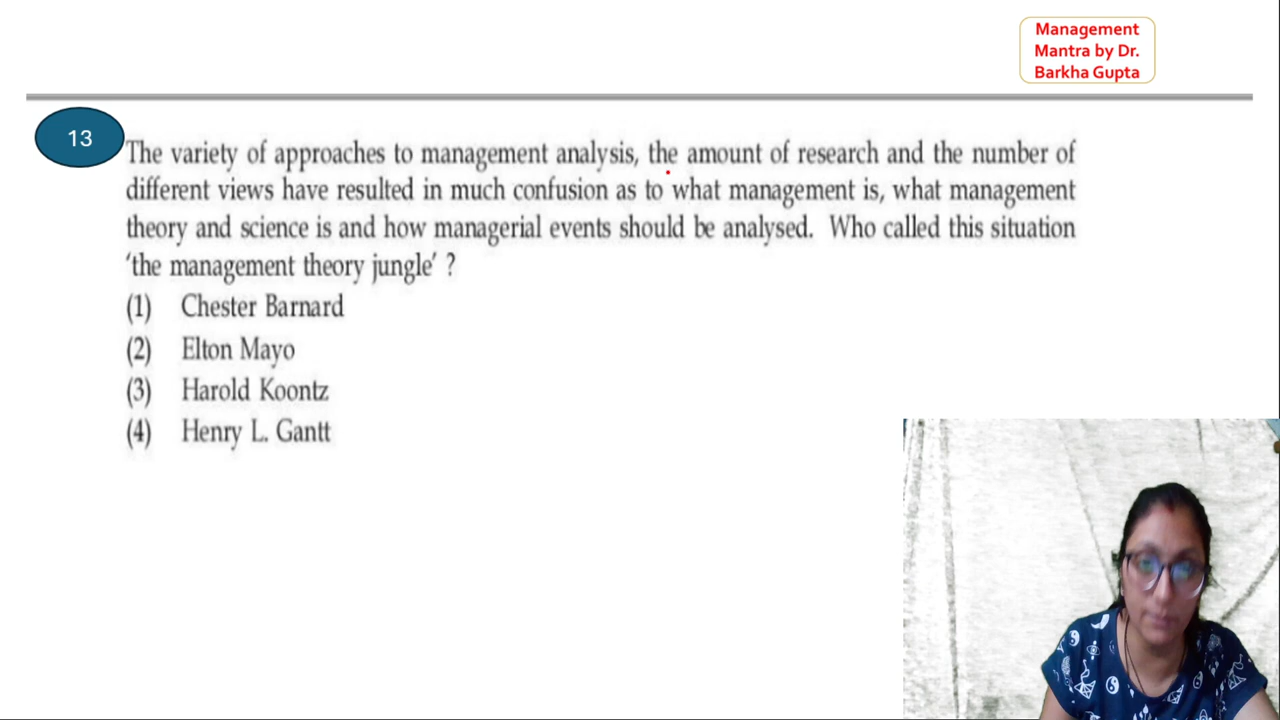 Management
Mantra by Dr.
Barkha Gupta
13
The variety of approaches to management analysis, the amount of research and the number of
different views have resulted in much confusion as to what management is, what management
theory and science is and how managerial events should be analysed. Who called this situation
'the management theory jungle' ?
(1) Chester Barnard
(2) Elton Mayo
(3) Harold Koontz
(4) Henry L. Gantt